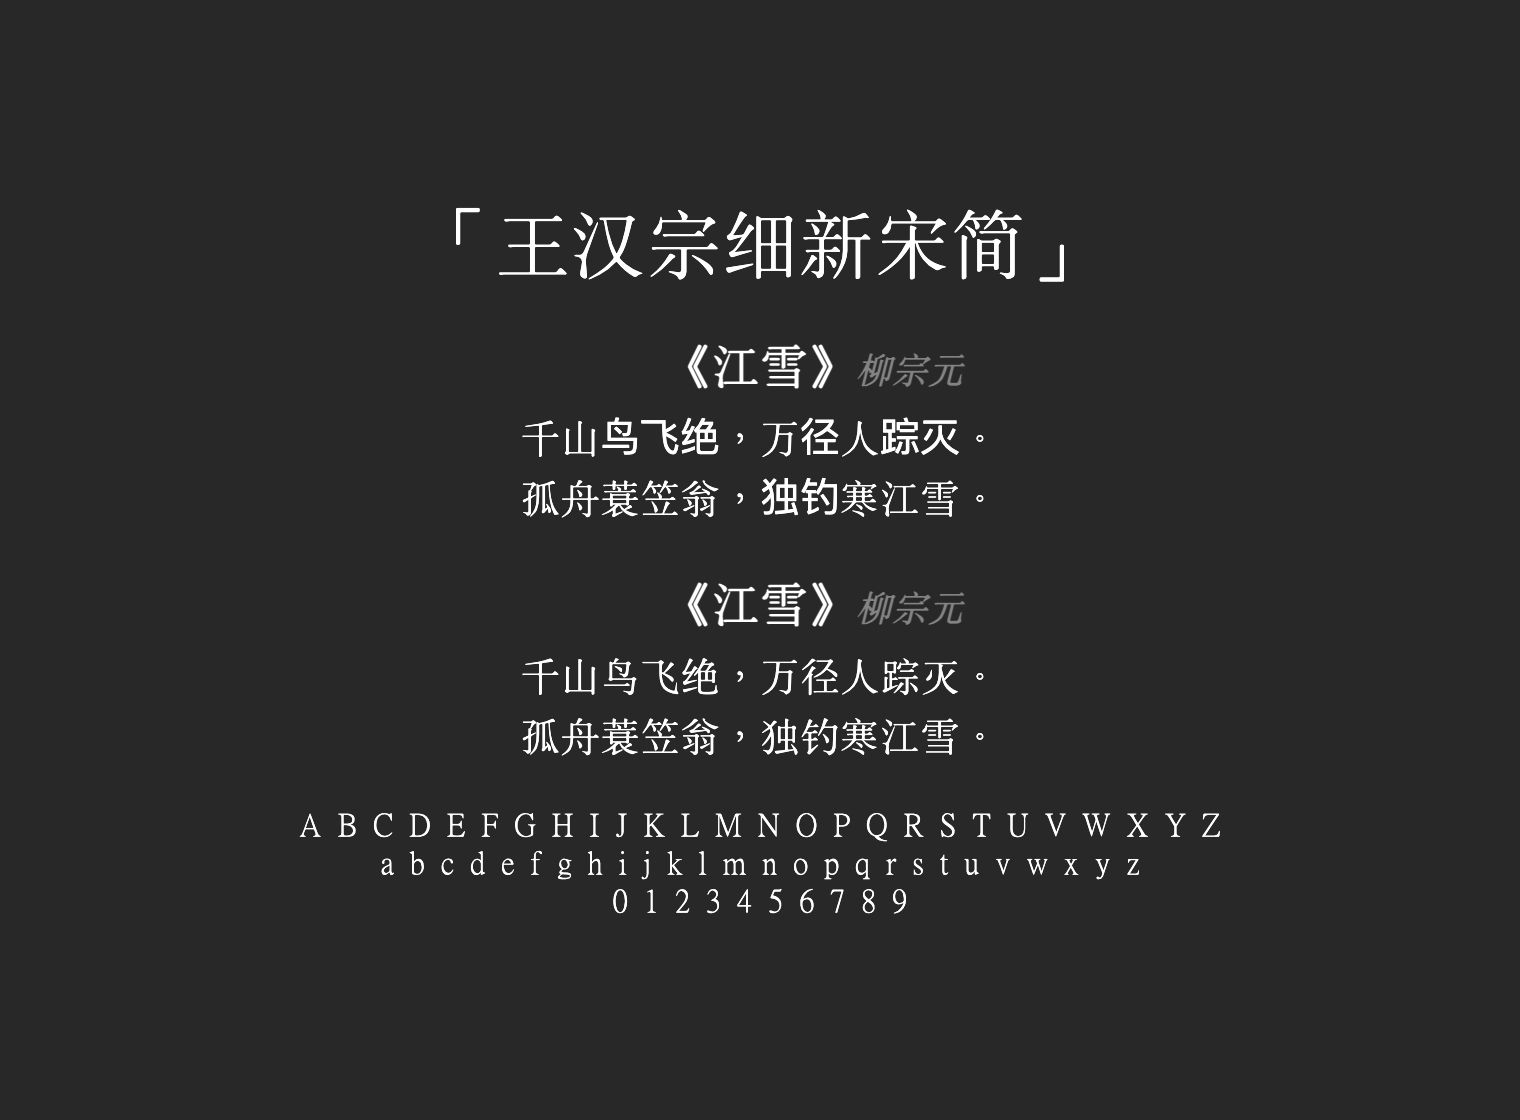 「王汉宗细新宋简」
《江雪》柳宗元
千山鸟飞绝，万径人踪灭。
孤舟蓑笠翁，独钓寒江雪。
《江雪》柳宗元
千山鸟飞绝，万径人踪灭。
孤舟蓑笠翁，独钓寒江雪。
A B C D E F G H I J K L M N O P Q R S T U V W X Y Z
a b c d e f g h i j k l m n o p q r s t u v w x y z
0 1 2 3 4 5 6 7 8 9